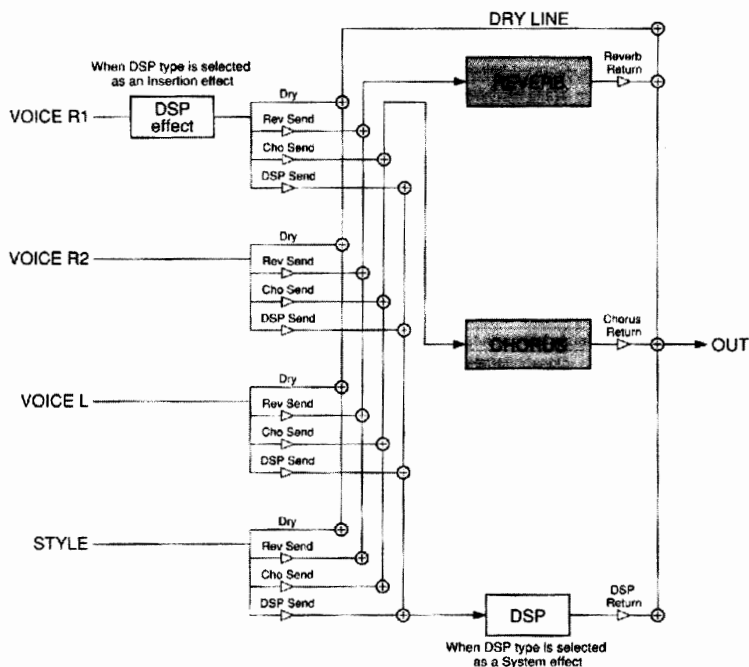 DRY LINE
When DSP type is selected
as an Insertion effect
VOICE R1
DSP
effect
Dry
Rev Send
Cho Send
DSP Send
REVERB
Reverb
Return
VOICE R2
Dry
Rev Send
Cho Send
DSP Send
CHORUS
Chorus
Return
OUT
VOICE L
Dry
Rev Send
Cho Send
DSP Send
STYLE
Dry
Rev Send
Cho Send
DSP Send
DSP
DSP
Return
When DSP type is selected
as a System effect